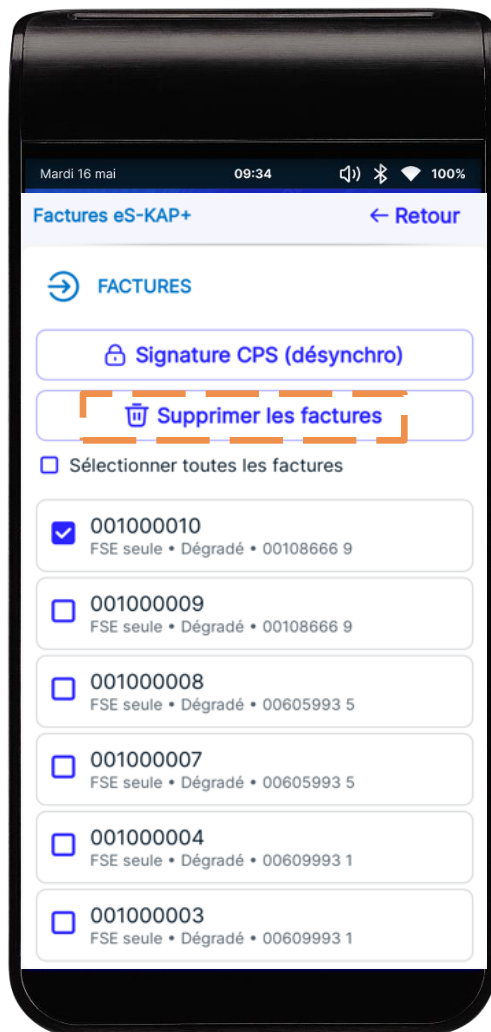 Mardi 16 mai 09:34 100%
Factures eS-KAP+ ← Retour
FACTURES
Signature CPS (désynchro)
Supprimer les factures
Sélectionner toutes les factures
001000010
FSE seule • Dégradé • 00108666 9
001000009
FSE seule • Dégradé • 00108666 9
001000008
FSE seule • Dégradé • 00605993 5
001000007
FSE seule • Dégradé • 00605993 5
001000004
FSE seule • Dégradé • 00609993 1
001000003
FSE seule • Dégradé • 00609993 1